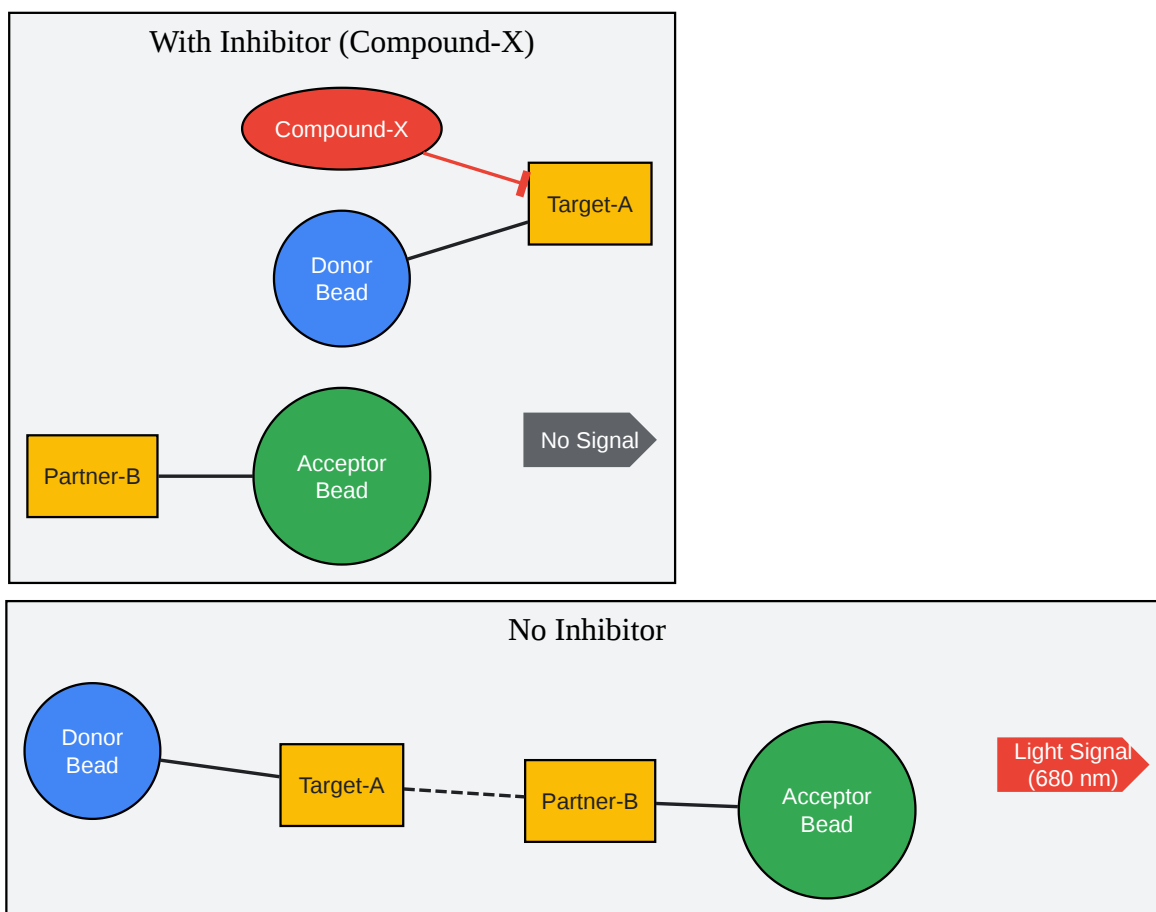 With Inhibitor (Compound-X)
Compound-X
Target-A
Donor
Bead
No Signal
Partner-B
Acceptor
Bead
No Inhibitor
Donor
Bead
Target-A
Partner-B
Acceptor
Bead
Light Signal
(680 nm)